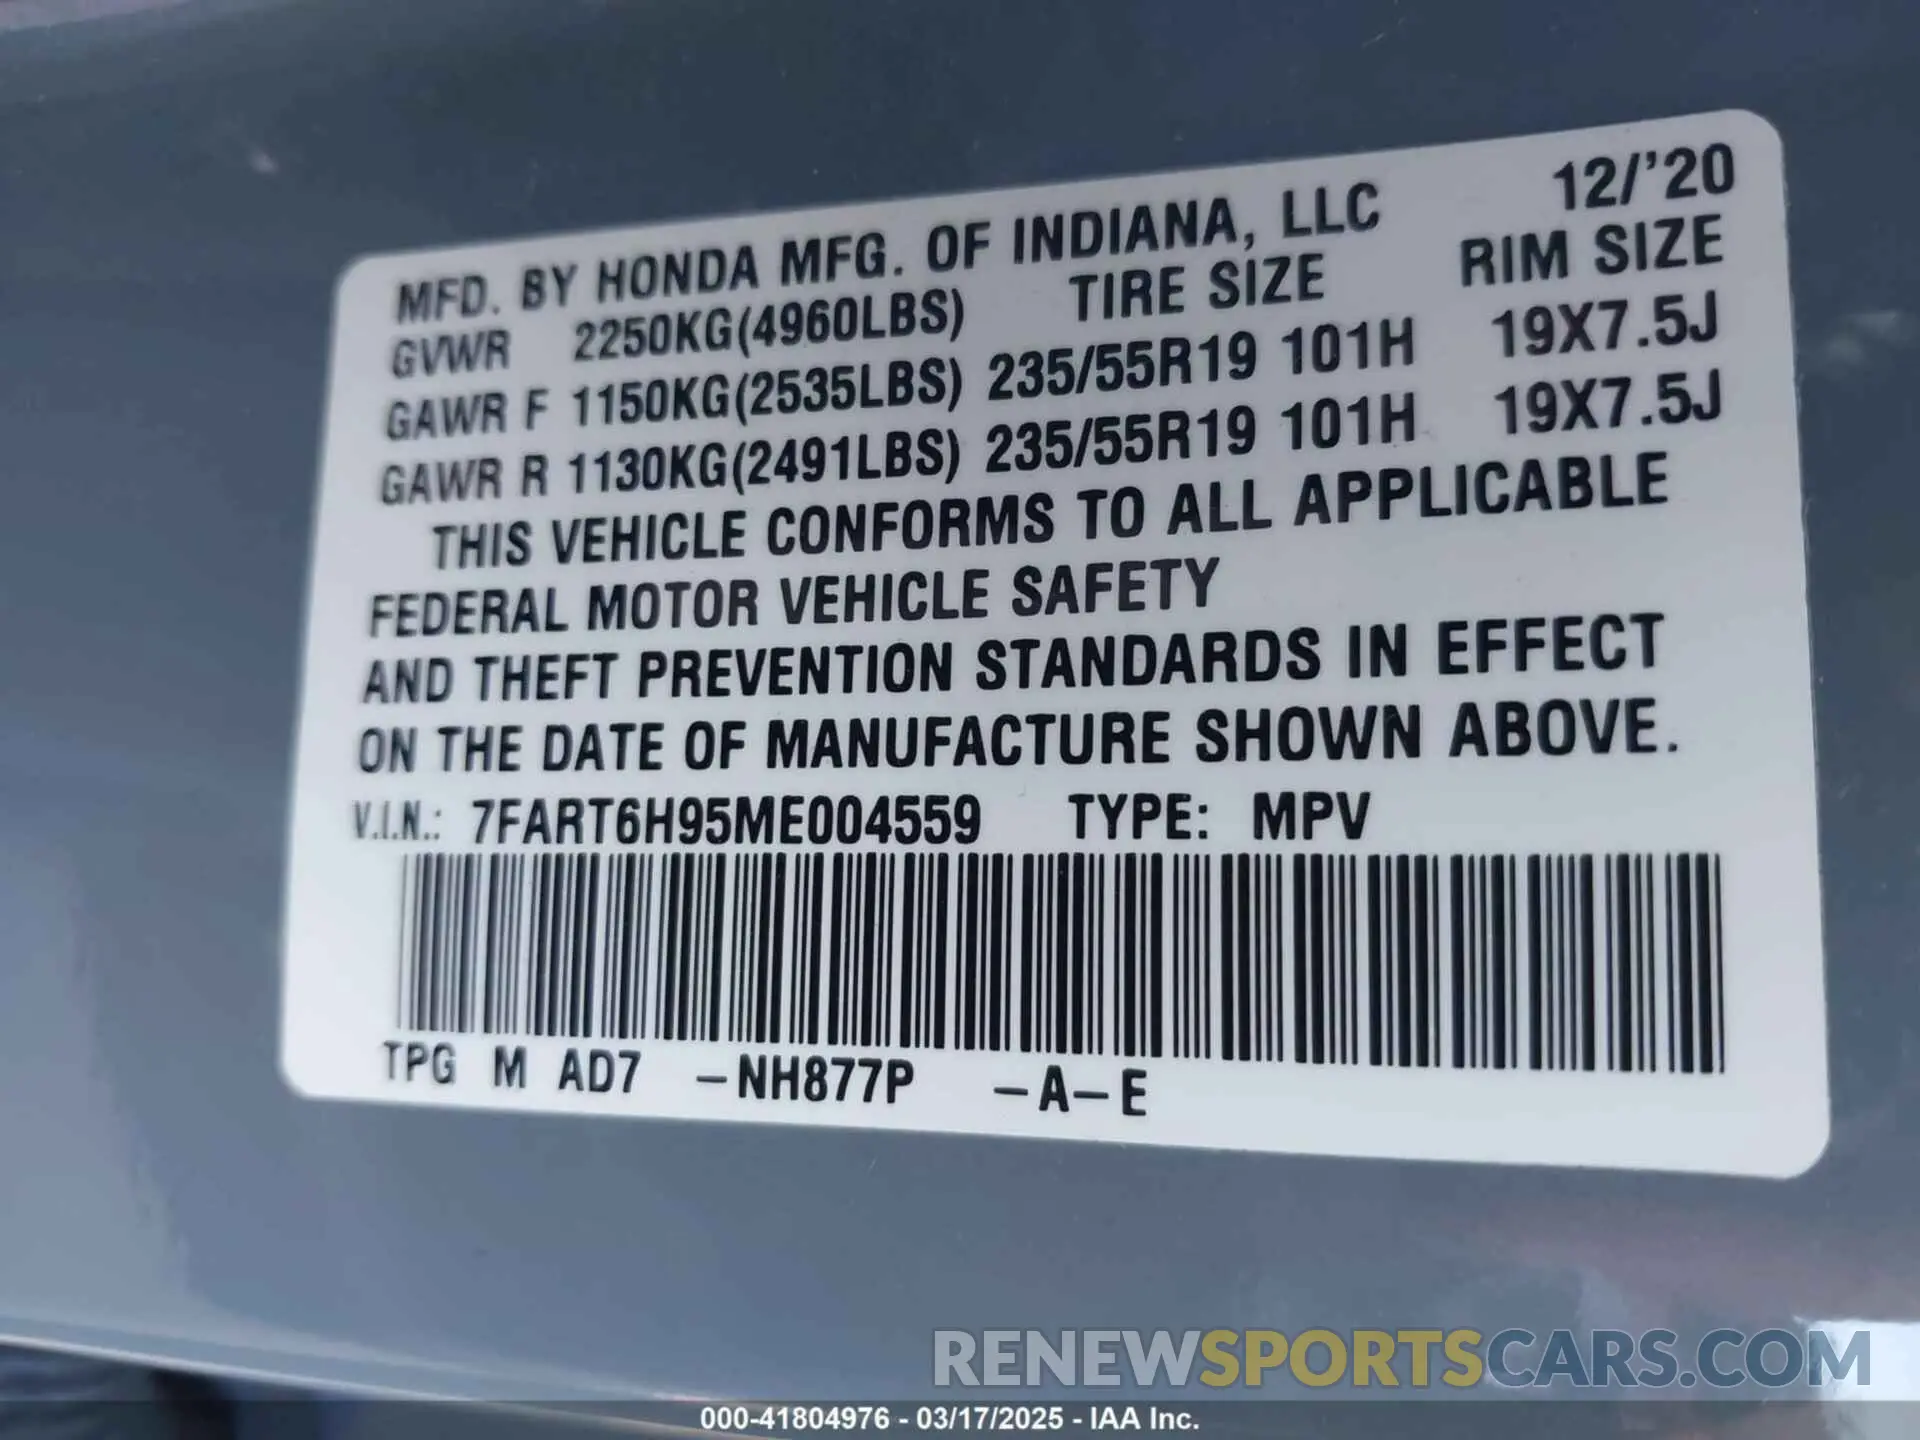 MFD. BY HONDA MFG. OF INDIANA, LLC 12/'20
GVWR 2250KG(4960LBS) TIRE SIZE RIM SIZE
GAWR F 1150KG(2535LBS) 235/55R19 101H 19X7.5J
GAWR R 1130KG(2491LBS) 235/55R19 101H 19X7.5J
THIS VEHICLE CONFORMS TO ALL APPLICABLE
FEDERAL MOTOR VEHICLE SAFETY
AND THEFT PREVENTION STANDARDS IN EFFECT
ON THE DATE OF MANUFACTURE SHOWN ABOVE.
V.I.N.: 7FART6H95ME004559 TYPE: MPV
TPG M AD7 -NH877P -A-E
RENEWSPORTSCARS.COM
000-41804976 - 03/17/2025 - IAA Inc.